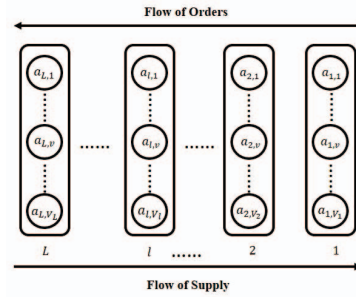 Flow of Orders
a_{L,1} a_{l,1} a_{2,1} a_{1,1}
a_{L,v} ...... a_{l,v} ...... a_{2,v} a_{1,v}
a_{L,V_L} a_{l,V_l} a_{2,V_2} a_{1,V_1}
L l ...... 2 1
Flow of Supply